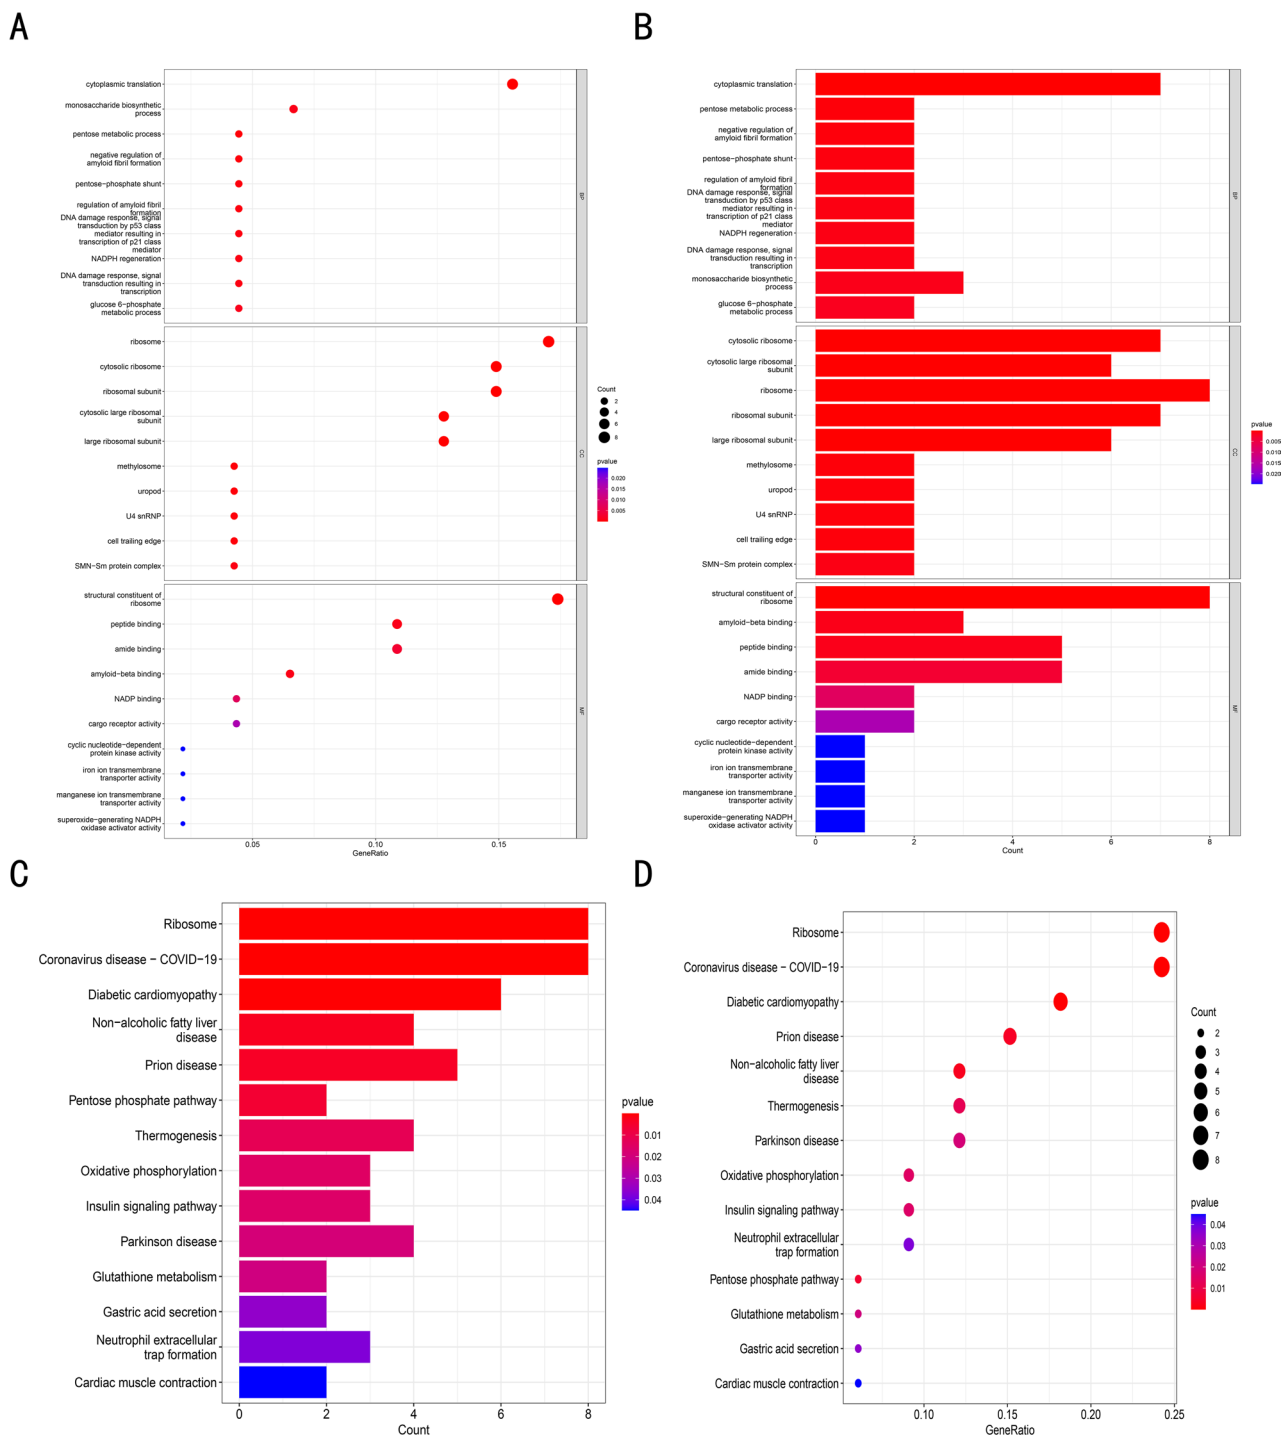 A
cytoplasmic translation
monosaccharide biosynthetic
process
pentose metabolic process
negative regulation of
amyloid fibril formation
pentose−phosphate shunt
regulation of amyloid fibril
formation
DNA damage response, signal
transduction by p53 class
mediator resulting in
transcription of p21 class
mediator
NADPH regeneration
DNA damage response, signal
transduction resulting in
transcription
glucose 6−phosphate
metabolic process
BP
ribosome
cytosolic ribosome
ribosomal subunit
cytosolic large ribosomal
subunit
large ribosomal subunit
methylosome
uropod
U4 snRNP
cell trailing edge
SMN−Sm protein complex
CC
structural constituent of
ribosome
peptide binding
amide binding
amyloid−beta binding
NADP binding
cargo receptor activity
cyclic nucleotide−dependent
protein kinase activity
iron ion transmembrane
transporter activity
manganese ion transmembrane
transporter activity
superoxide−generating NADPH
oxidase activator activity
MF
0.05 0.10 0.15
GeneRatio
Count
2
4
6
8
pvalue
0.020
0.015
0.010
0.005
B
cytoplasmic translation
pentose metabolic process
negative regulation of
amyloid fibril formation
pentose−phosphate shunt
regulation of amyloid fibril
formation
DNA damage response, signal
transduction by p53 class
mediator resulting in
transcription of p21 class
mediator
NADPH regeneration
DNA damage response, signal
transduction resulting in
transcription
monosaccharide biosynthetic
process
glucose 6−phosphate
metabolic process
BP
cytosolic ribosome
cytosolic large ribosomal
subunit
ribosome
ribosomal subunit
large ribosomal subunit
methylosome
uropod
U4 snRNP
cell trailing edge
SMN−Sm protein complex
CC
structural constituent of
ribosome
amyloid−beta binding
peptide binding
amide binding
NADP binding
cargo receptor activity
cyclic nucleotide−dependent
protein kinase activity
iron ion transmembrane
transporter activity
manganese ion transmembrane
transporter activity
superoxide−generating NADPH
oxidase activator activity
MF
0 2 4 6 8
Count
pvalue
0.005
0.010
0.015
0.020
C
Ribosome
Coronavirus disease − COVID−19
Diabetic cardiomyopathy
Non−alcoholic fatty liver
disease
Prion disease
Pentose phosphate pathway
Thermogenesis
Oxidative phosphorylation
Insulin signaling pathway
Parkinson disease
Glutathione metabolism
Gastric acid secretion
Neutrophil extracellular
trap formation
Cardiac muscle contraction
0 2 4 6 8
Count
pvalue
0.01
0.02
0.03
0.04
D
Ribosome
Coronavirus disease − COVID−19
Diabetic cardiomyopathy
Prion disease
Non−alcoholic fatty liver
disease
Thermogenesis
Parkinson disease
Oxidative phosphorylation
Insulin signaling pathway
Neutrophil extracellular
trap formation
Pentose phosphate pathway
Glutathione metabolism
Gastric acid secretion
Cardiac muscle contraction
0.10 0.15 0.20 0.25
GeneRatio
Count
2
3
4
5
6
7
8
pvalue
0.04
0.03
0.02
0.01